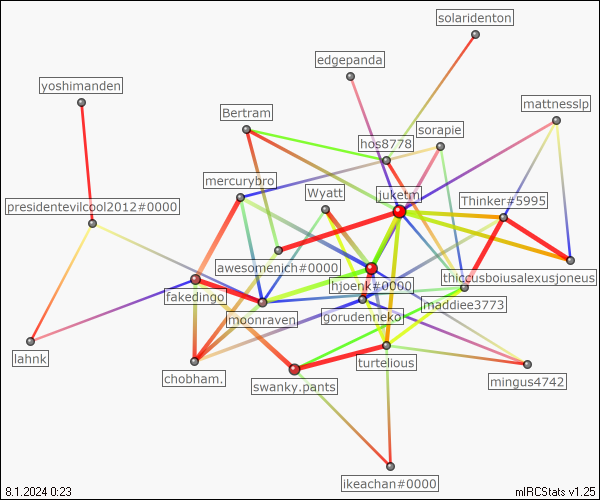 solaridenton
edgepanda
yoshimanden
mattnesslp
Bertram
sorapie
hos8778
mercurybro
Wyatt
juketm
Thinker#5995
presidentevilcool2012#0000
awesomenich#0000
thiccusboiusalexusjoneus
hjoenk#0000
fakedingo
maddiee3773
moonraven
gorudenneko
lahnk
turtelious
chobham.
swanky.pants
mingus4742
ikeachan#0000
8.1.2024 0:23
mIRCStats v1.25